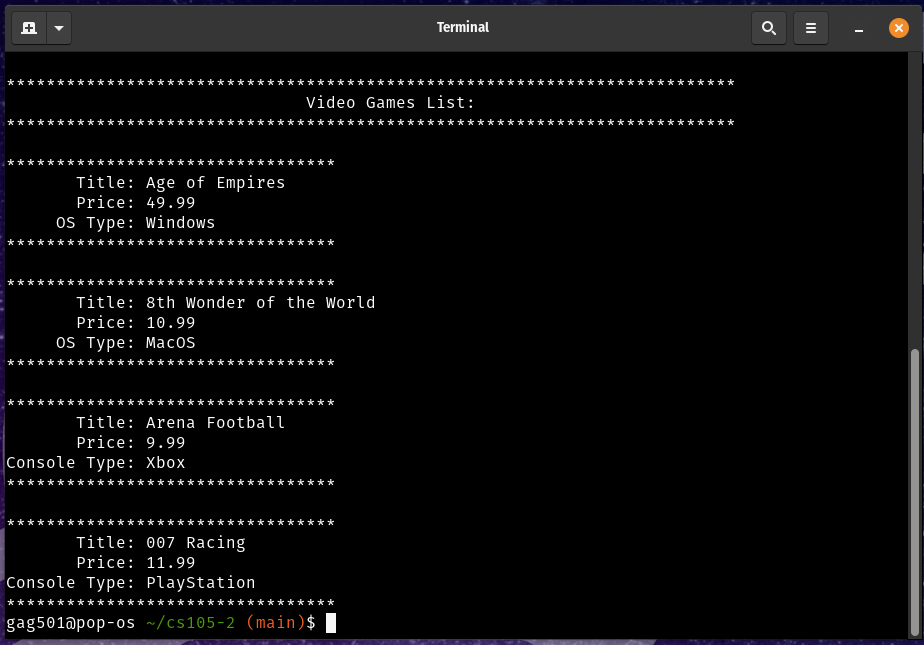 Terminal
*************************************************************************
                              Video Games List:
*************************************************************************
*********************************
       Title: Age of Empires
       Price: 49.99
     OS Type: Windows
*********************************
*********************************
       Title: 8th Wonder of the World
       Price: 10.99
     OS Type: MacOS
*********************************
*********************************
       Title: Arena Football
       Price: 9.99
Console Type: Xbox
*********************************
*********************************
       Title: 007 Racing
       Price: 11.99
Console Type: PlayStation
*********************************
gag501@pop-os ~/cs105-2 (main)$